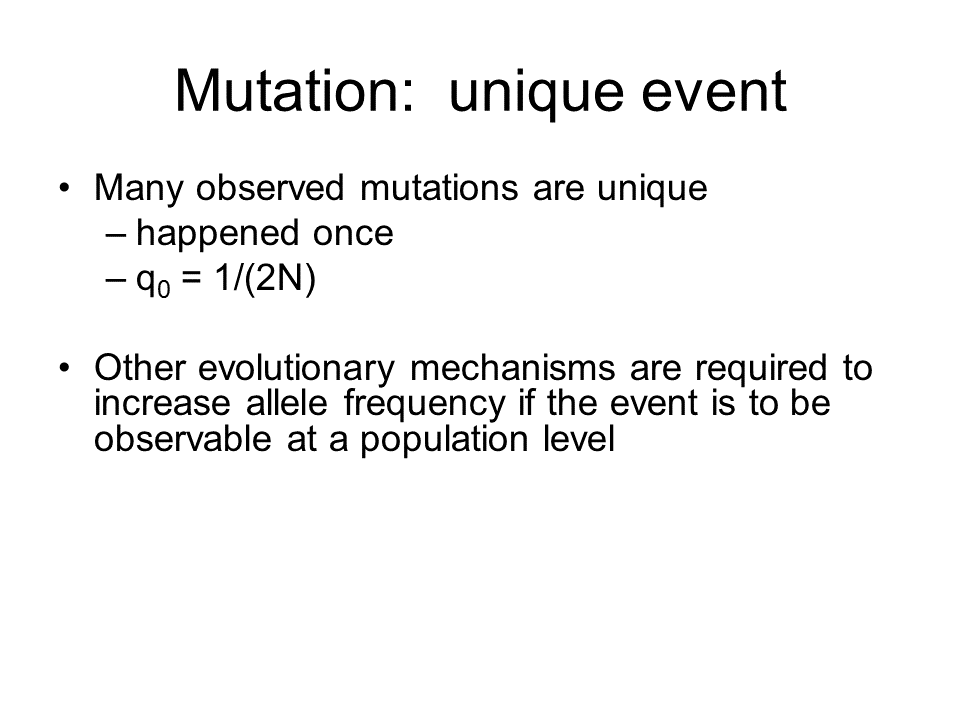 Mutation:  unique event
• Many observed mutations are unique
– happened once
– q₀ = 1/(2N)
• Other evolutionary mechanisms are required to
increase allele frequency if the event is to be
observable at a population level